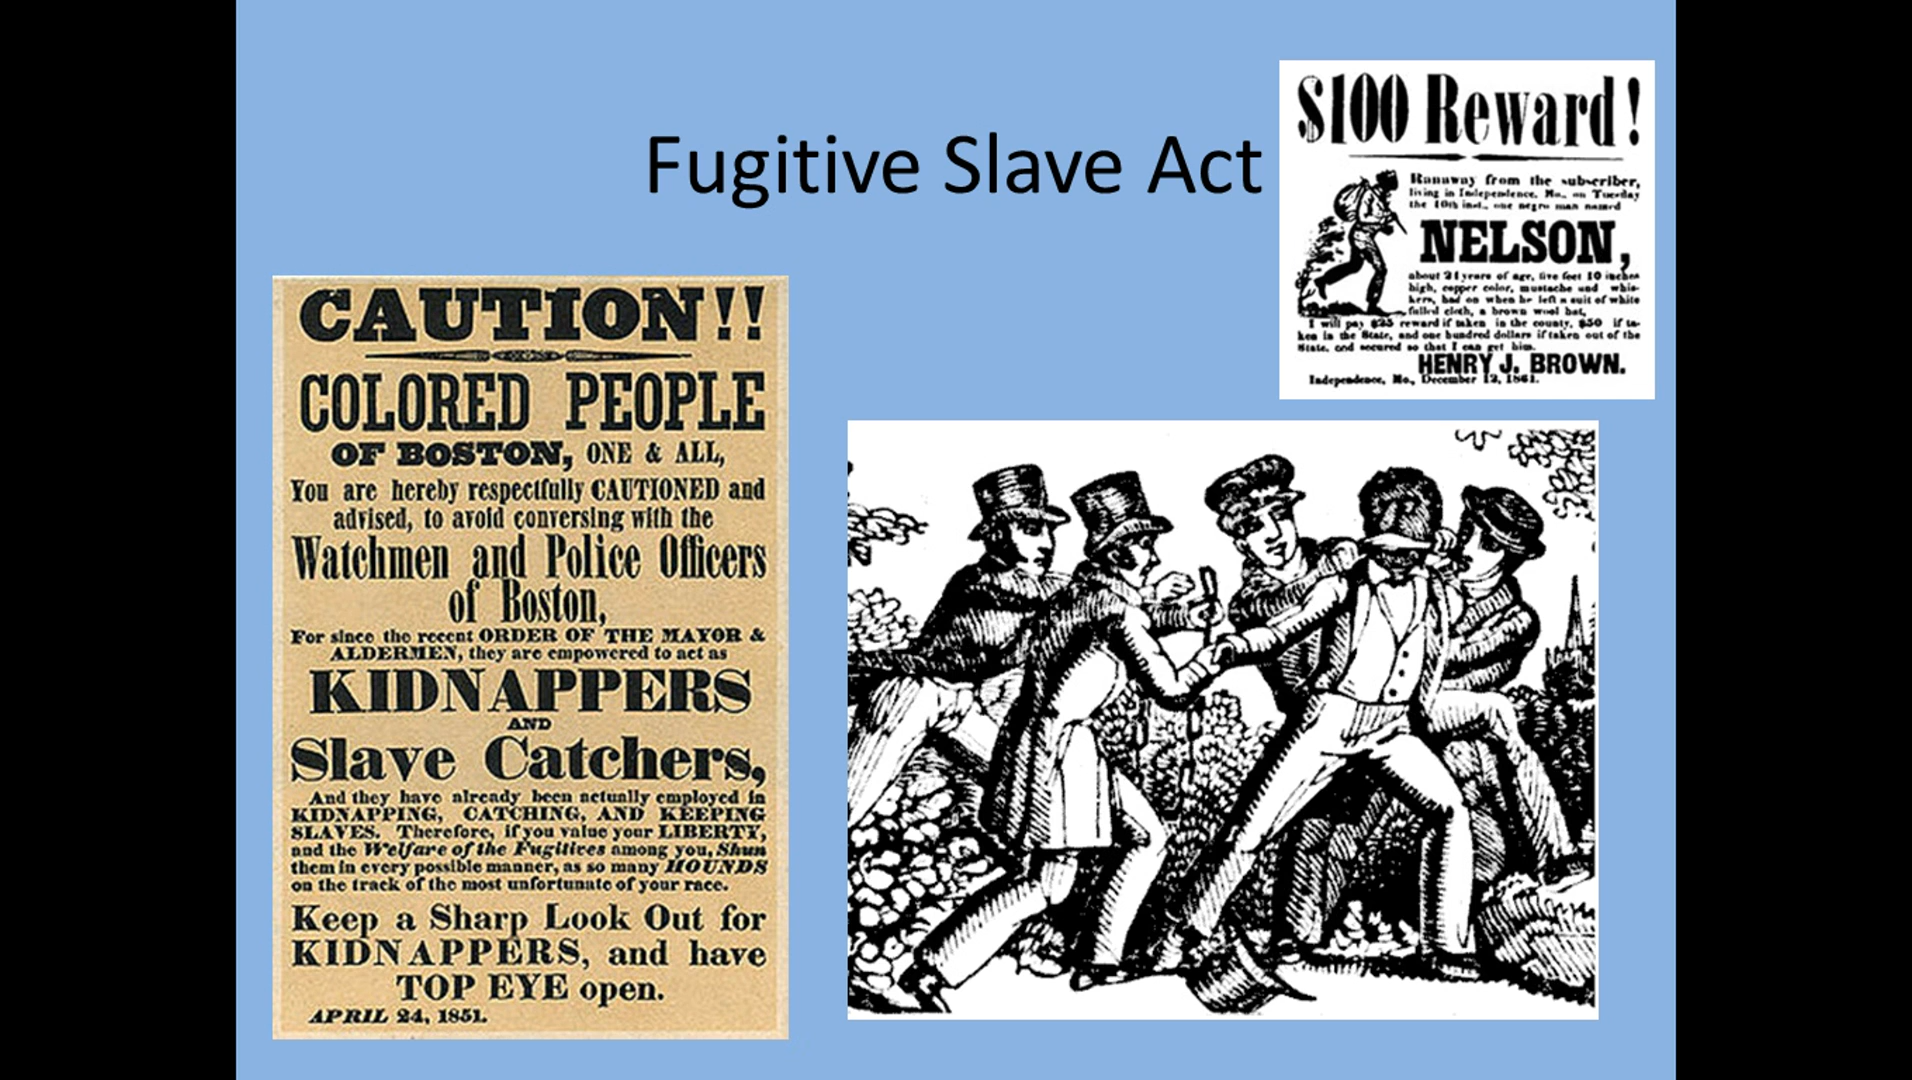 Fugitive Slave Act
$100 Reward!
Ranaway from the subscriber,
living in Independence, Mo., on Tuesday
the 10th inst., one negro man named
NELSON,
about 24 years of age, five feet 10 inches
high, copper color, mustache and whis-
kers, had on when he left a suit of white
fulled cloth, a brown wool hat,
I will pay $25 reward if taken in the county, $50 if ta-
ken in the State, and one hundred dollars if taken out of the
State, and secured so that I can get him.
HENRY J. BROWN.
Independence, Mo., December 12, 1861.
CAUTION!!
COLORED PEOPLE
OF BOSTON, ONE & ALL,
You are hereby respectfully CAUTIONED and
advised, to avoid conversing with the
Watchmen and Police Officers
of Boston,
For since the recent ORDER OF THE MAYOR &
ALDERMEN, they are empowered to act as
KIDNAPPERS
AND
Slave Catchers,
And they have already been actually employed in
KIDNAPPING, CATCHING, AND KEEPING
SLAVES. Therefore, if you value your LIBERTY,
and the Welfare of the Fugitives among you, Shun
them in every possible manner, as so many HOUNDS
on the track of the most unfortunate of your race.
Keep a Sharp Look Out for
KIDNAPPERS, and have
TOP EYE open.
APRIL 24, 1851.